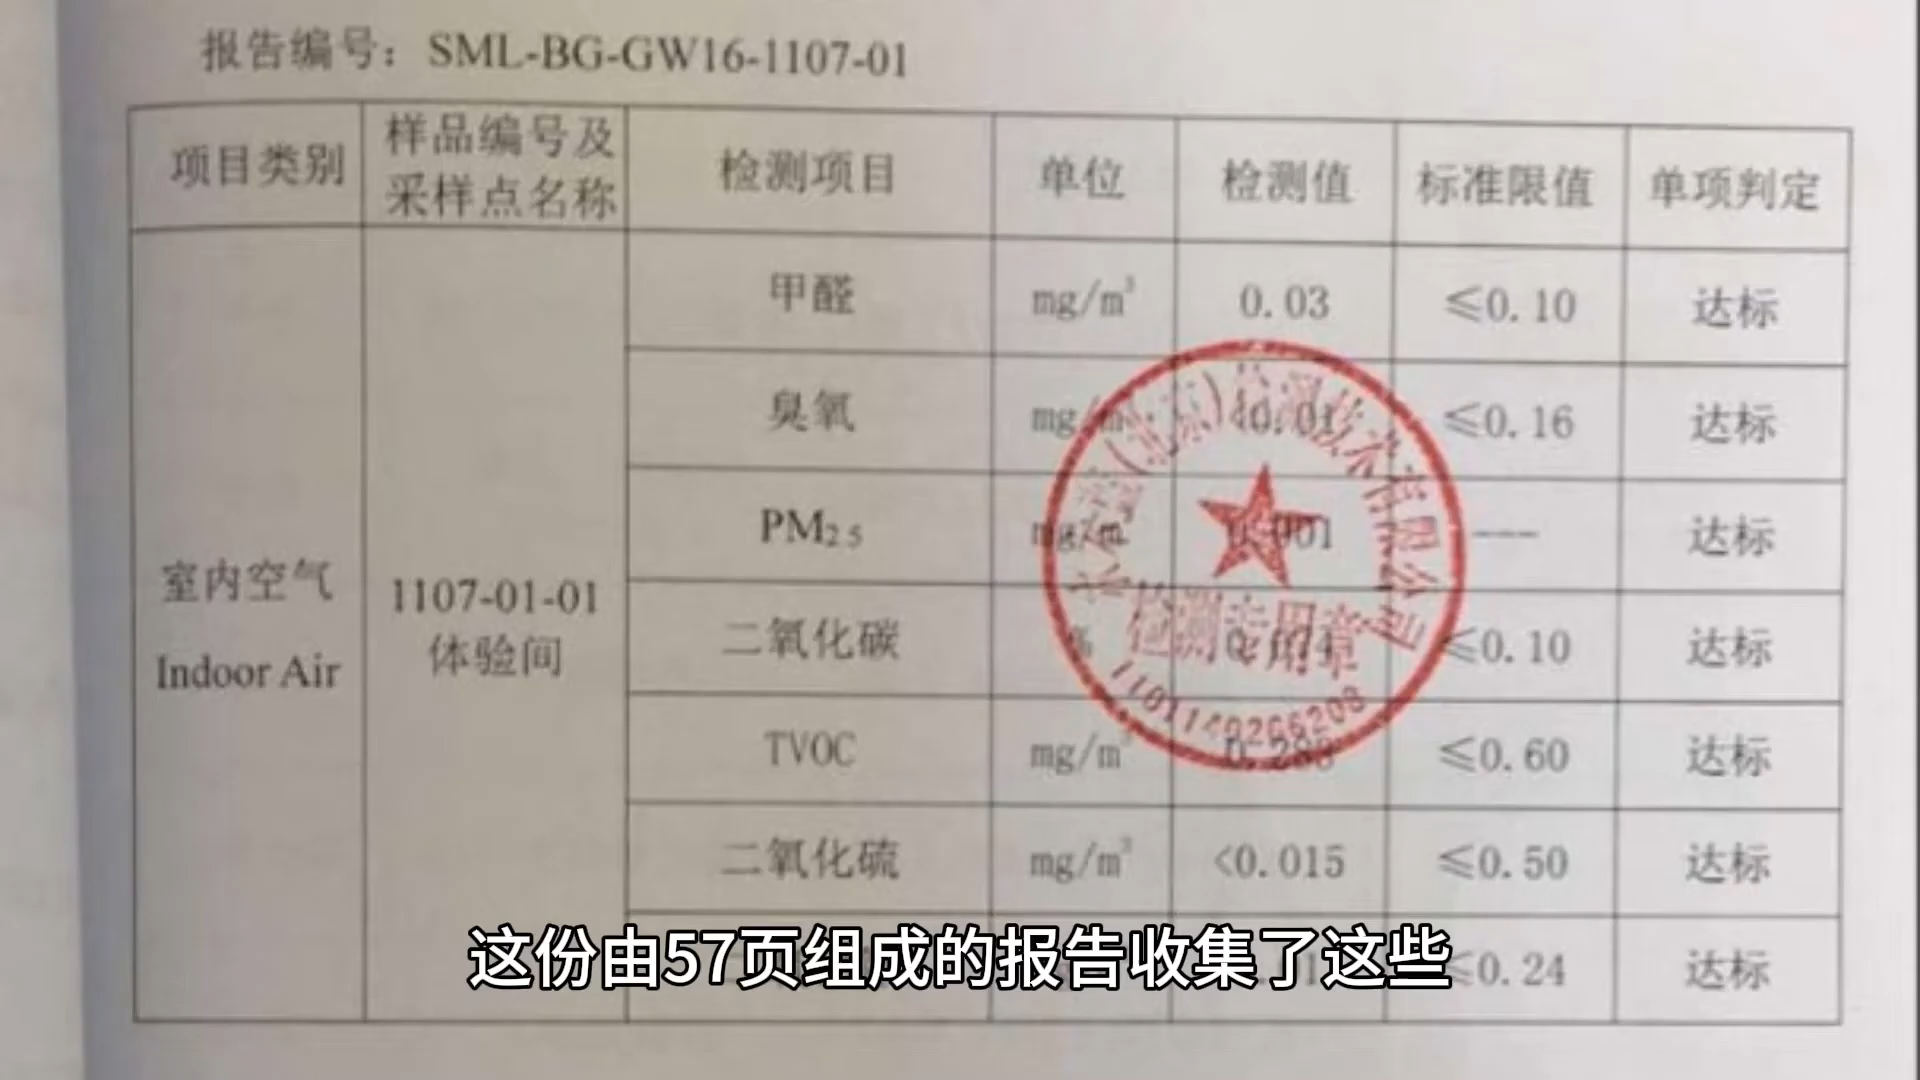 报告编号：SML-BG-GW16-1107-01
项目类别
样品编号及
采样点名称
检测项目
单位
检测值
标准限值
单项判定
室内空气
Indoor Air
1107-01-01
体验间
甲醛
mg/m³
0.03
≤0.10
达标
臭氧
≤0.16
达标
PM2.5
---
达标
二氧化碳
%
≤0.10
达标
TVOC
mg/m³
≤0.60
达标
二氧化硫
mg/m³
<0.015
≤0.50
达标
≤0.24
达标
检测专用章
这份由57页组成的报告收集了这些